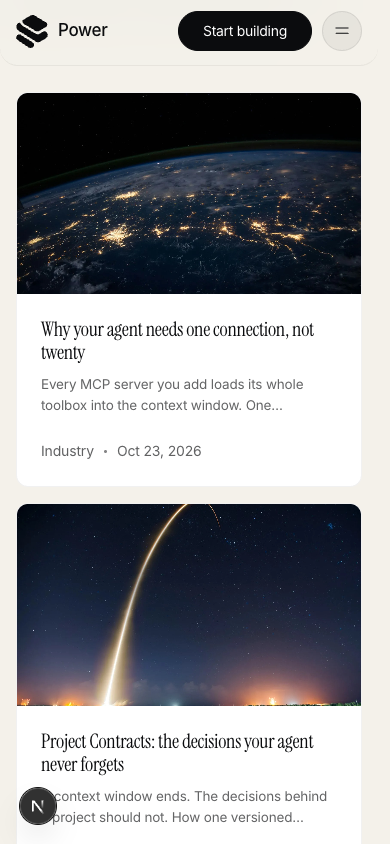 Power
Start building
Why your agent needs one connection, not
twenty
Every MCP server you add loads its whole
toolbox into the context window. One...
Industry • Oct 23, 2026
Project Contracts: the decisions your agent
never forgets
context window ends. The decisions behind
project should not. How one versioned...
N